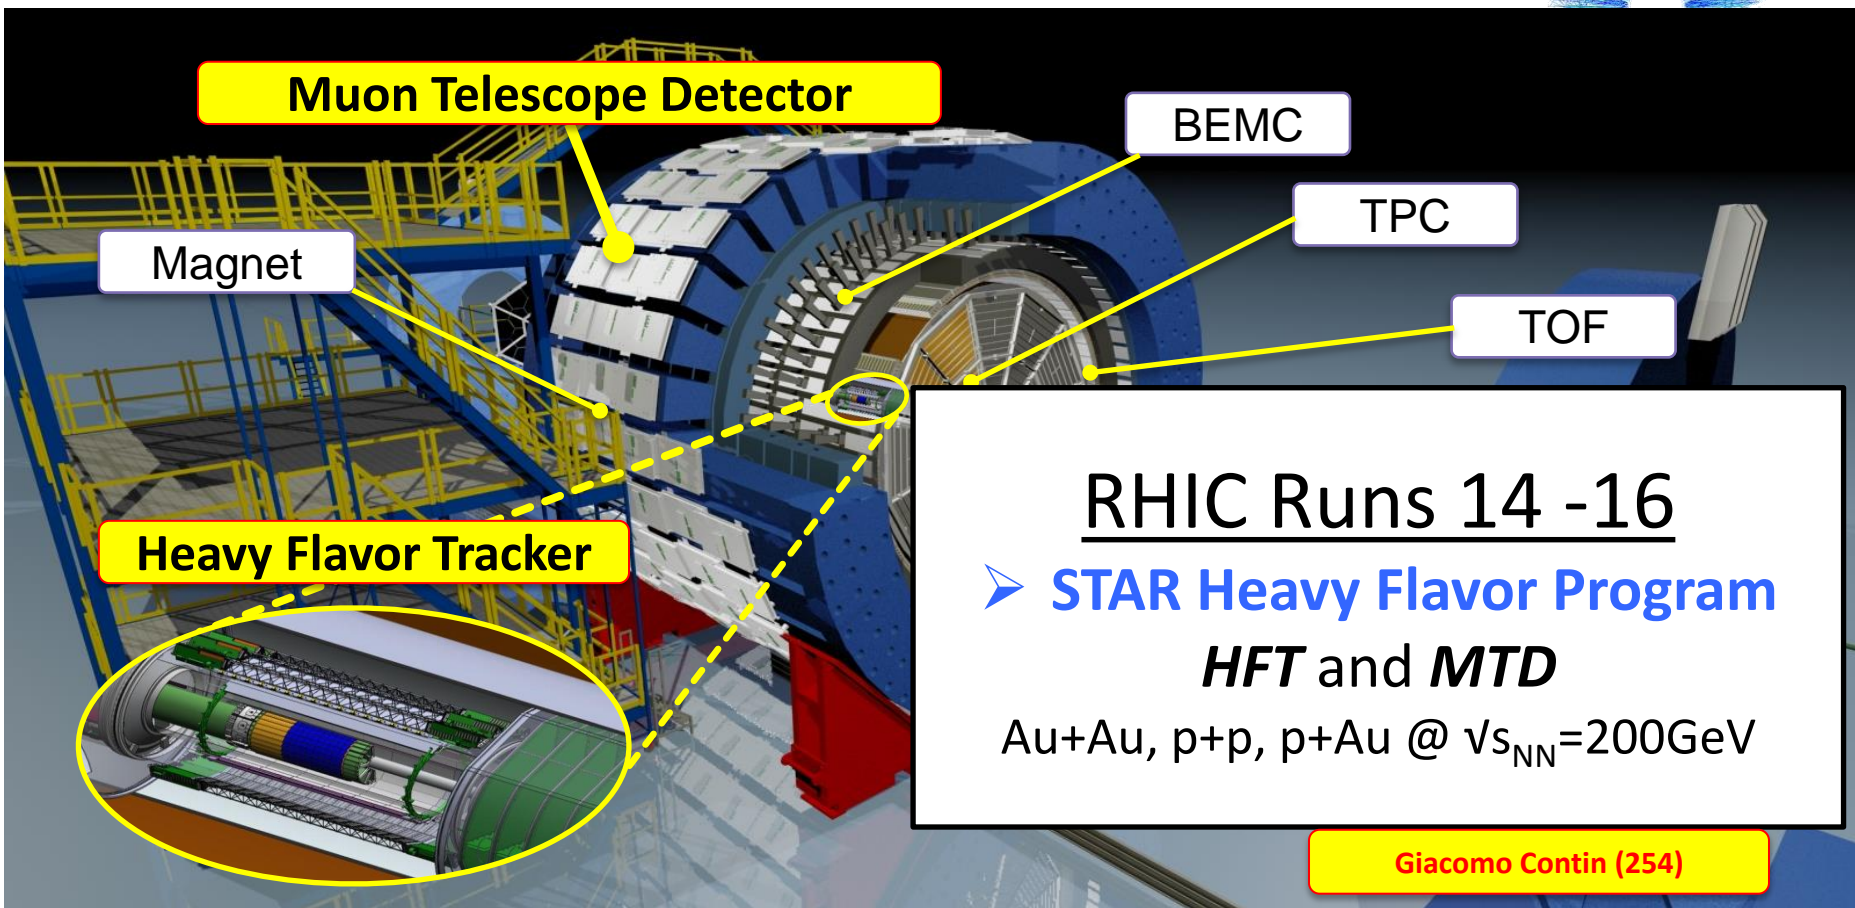 Muon Telescope Detector
BEMC
TPC
Magnet
TOF
Heavy Flavor Tracker
RHIC Runs 14 -16
➢ STAR Heavy Flavor Program
HFT and MTD
Au+Au, p+p, p+Au @ √sNN=200GeV
Giacomo Contin (254)